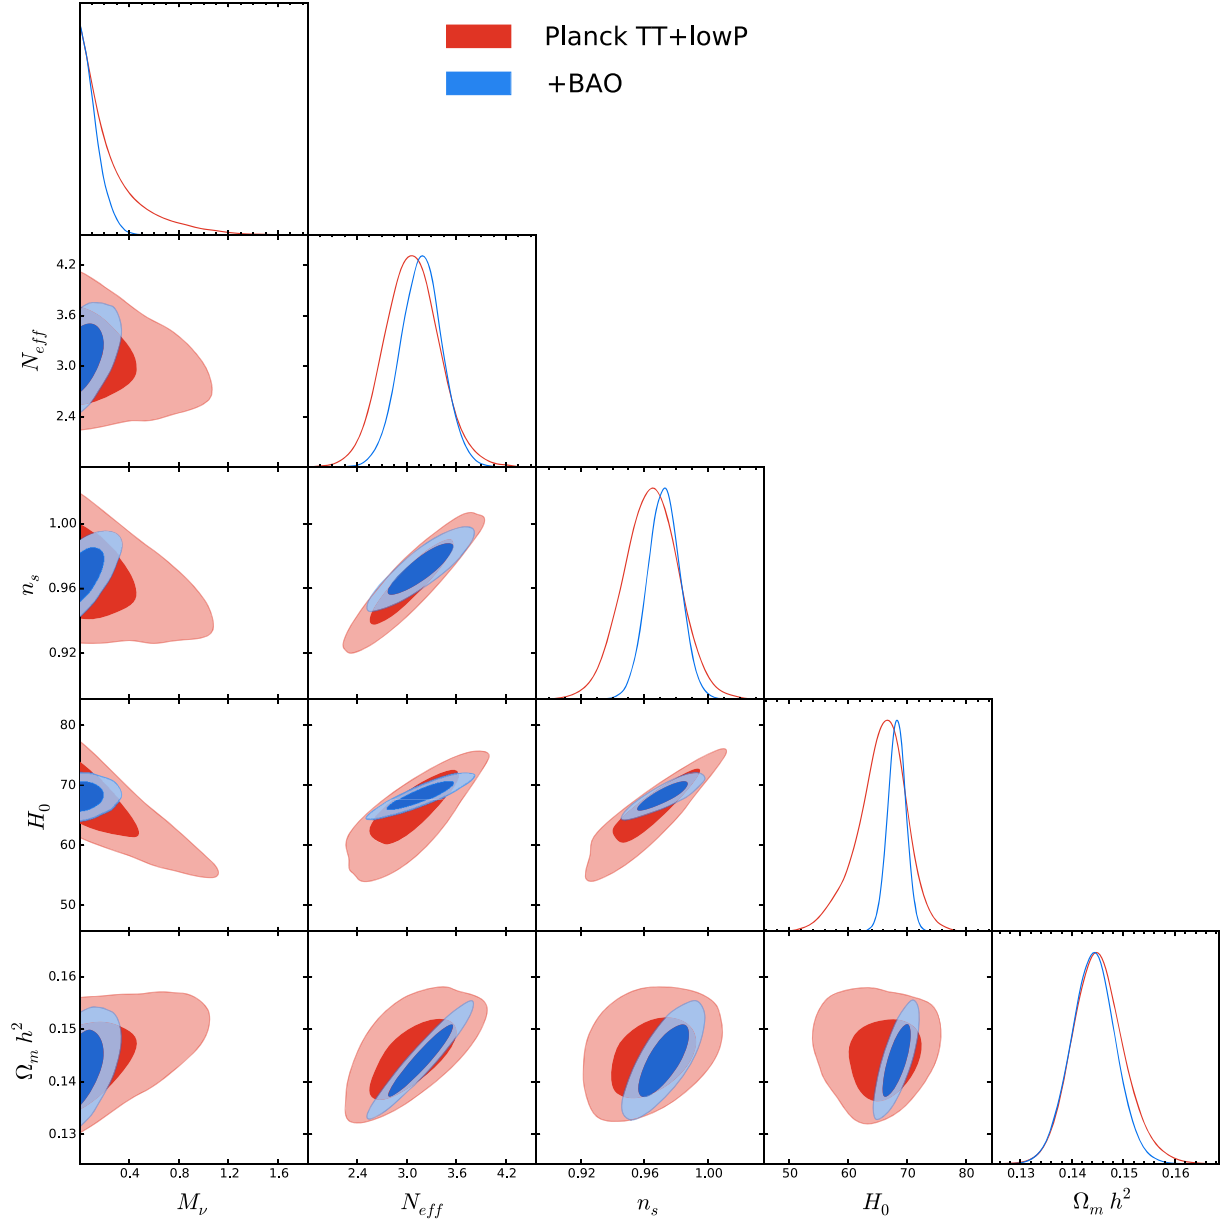 Planck TT+lowP
+BAO
4.2
3.6
3.0
2.4
N_eff
1.00
0.96
0.92
n_s
80
70
60
50
H_0
0.16
0.15
0.14
0.13
Ω_m h²
0.4 0.8 1.2 1.6 2.4 3.0 3.6 4.2 0.92 0.96 1.00 50 60 70 80 0.13 0.14 0.15 0.16
M_ν N_eff n_s H_0 Ω_m h²